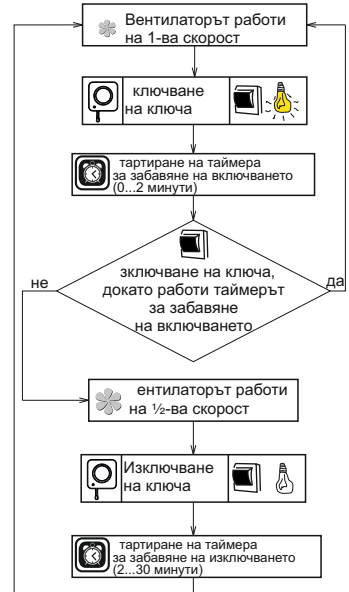 Вентилаторът работи
на 1-ва скорост
ключване
на ключа
тартиране на таймера
за забавяне на включването
(0...2 минути)
не
зключване на ключа,
да
докато работи таймерът
за забавяне
на включването
ентилаторът работи
на ½-ва скорост
Изключване
на ключа
тартиране на таймера
за забавяне на изключването
(2...30 минути)